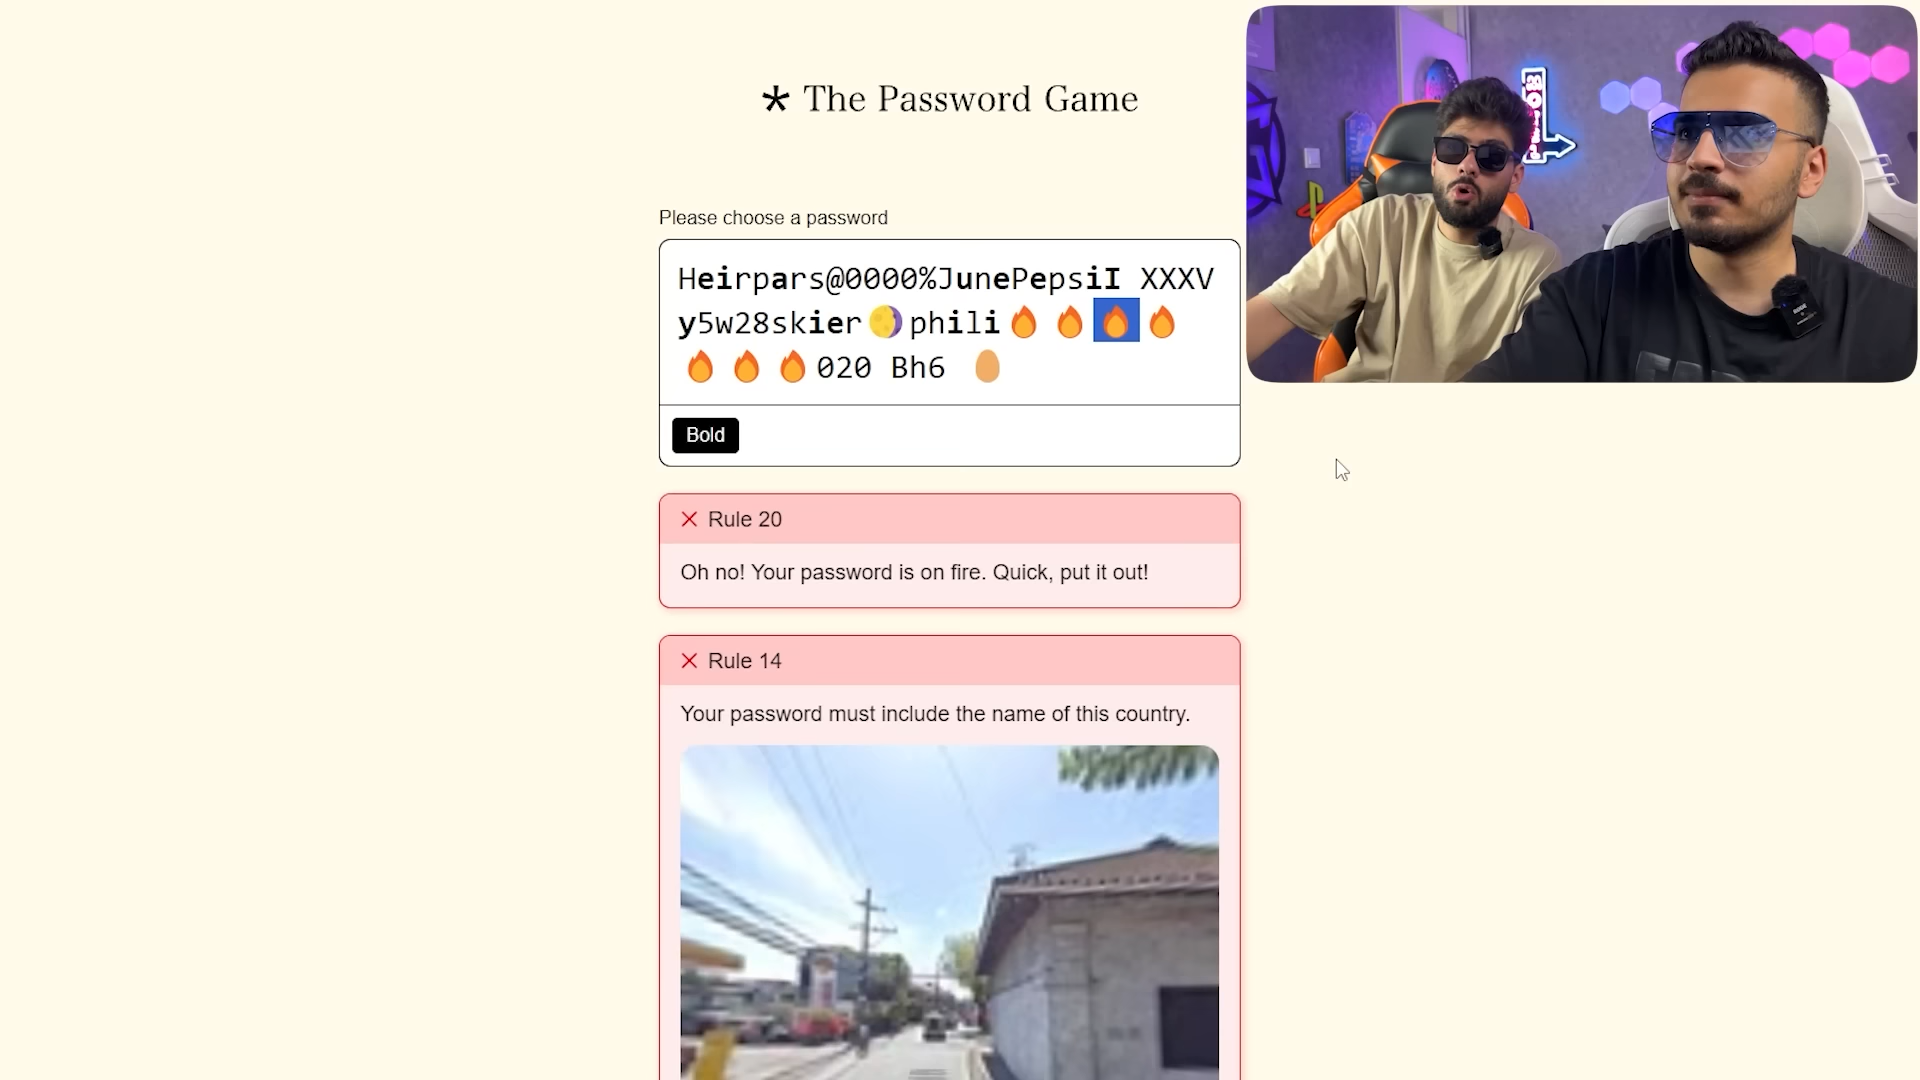 * The Password Game
Please choose a password
Heirpars@0000%JunePepsiI XXXV
y5w28skier🌖phili🔥🔥🔥🔥
🔥🔥🔥020 Bh6 🥚
Bold
Rule 20
Oh no! Your password is on fire. Quick, put it out!
Rule 14
Your password must include the name of this country.